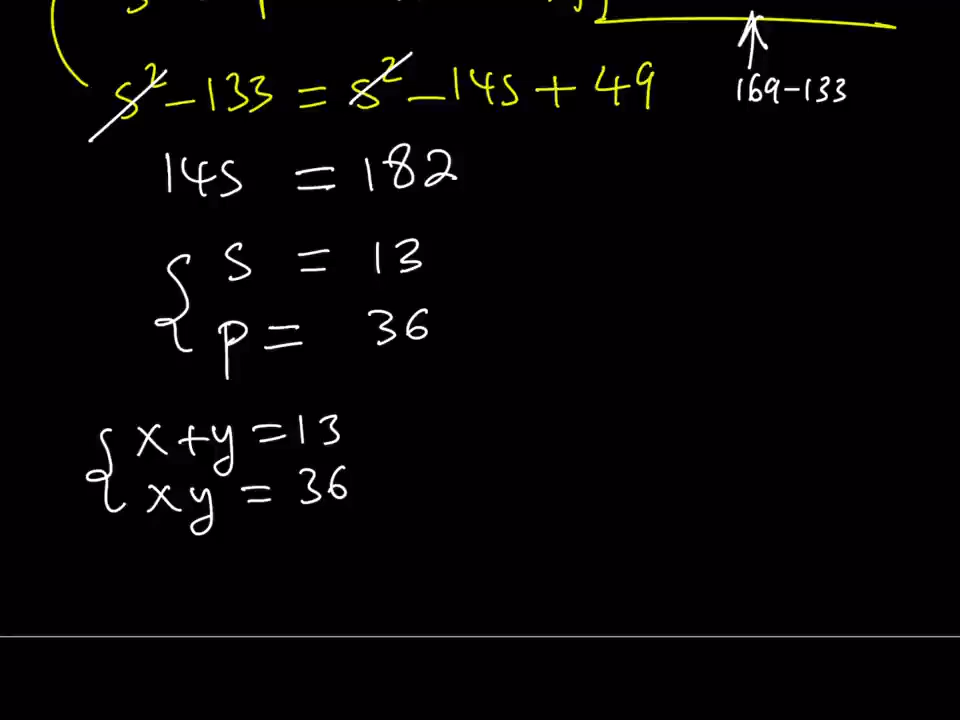 s² - 133 = s² - 14s + 49
169 - 133
14s = 182
s = 13
p = 36
x + y = 13
xy = 36